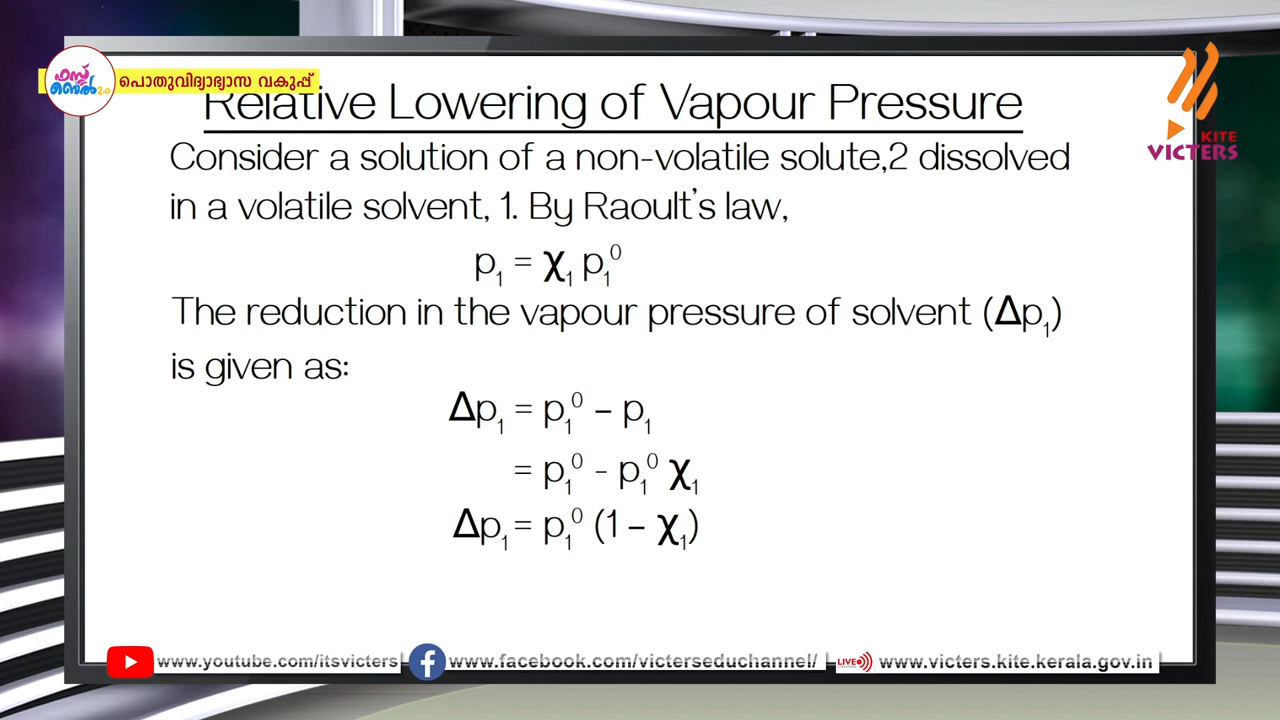 ഫസ്റ്റ്
ബെൽ 2.0
പൊതുവിദ്യാഭ്യാസ വകുപ്പ്
Relative Lowering of Vapour Pressure
KITE
VICTERS
Consider a solution of a non-volatile solute,2 dissolved
in a volatile solvent, 1. By Raoult's law,
p₁ = χ₁ p₁⁰
The reduction in the vapour pressure of solvent (Δp₁)
is given as:
Δp₁ = p₁⁰ – p₁
= p₁⁰ - p₁⁰ χ₁
Δp₁ = p₁⁰ (1 – χ₁)
www.youtube.com/itsvicters
www.facebook.com/victerseduchannel/
LIVE
www.victers.kite.kerala.gov.in